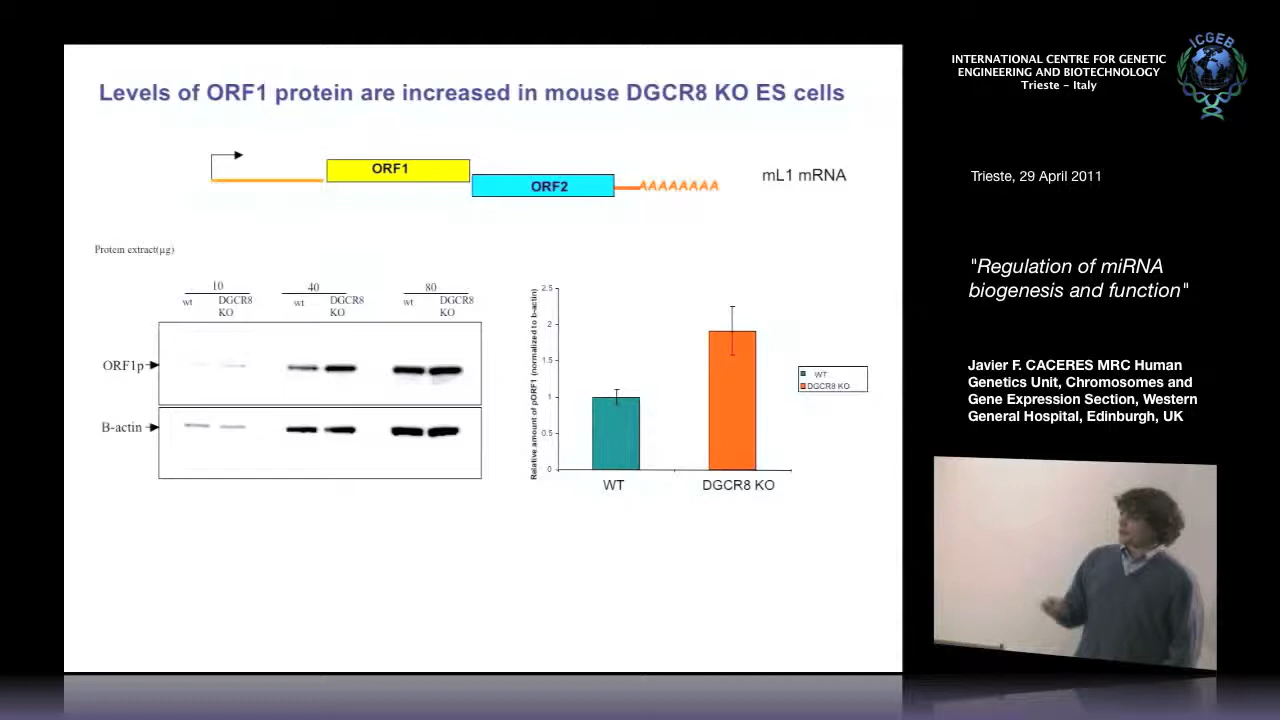 Levels of ORF1 protein are increased in mouse DGCR8 KO ES cells
ORF1
ORF2
AAAAAAAA
mL1 mRNA
Protein extract(µg)
10
40
80
wt
DGCR8
KO
wt
DGCR8
KO
wt
DGCR8
KO
ORF1p
B-actin
Relative amount of pORF1 (normalized to b-actin)
2.5
2
1.5
1
0.5
0
WT
DGCR8 KO
WT
DGCR8 KO
ICGEB
INTERNATIONAL CENTRE FOR GENETIC
ENGINEERING AND BIOTECHNOLOGY
Trieste - Italy
Trieste, 29 April 2011
"Regulation of miRNA
biogenesis and function"
Javier F. CACERES MRC Human
Genetics Unit, Chromosomes and
Gene Expression Section, Western
General Hospital, Edinburgh, UK